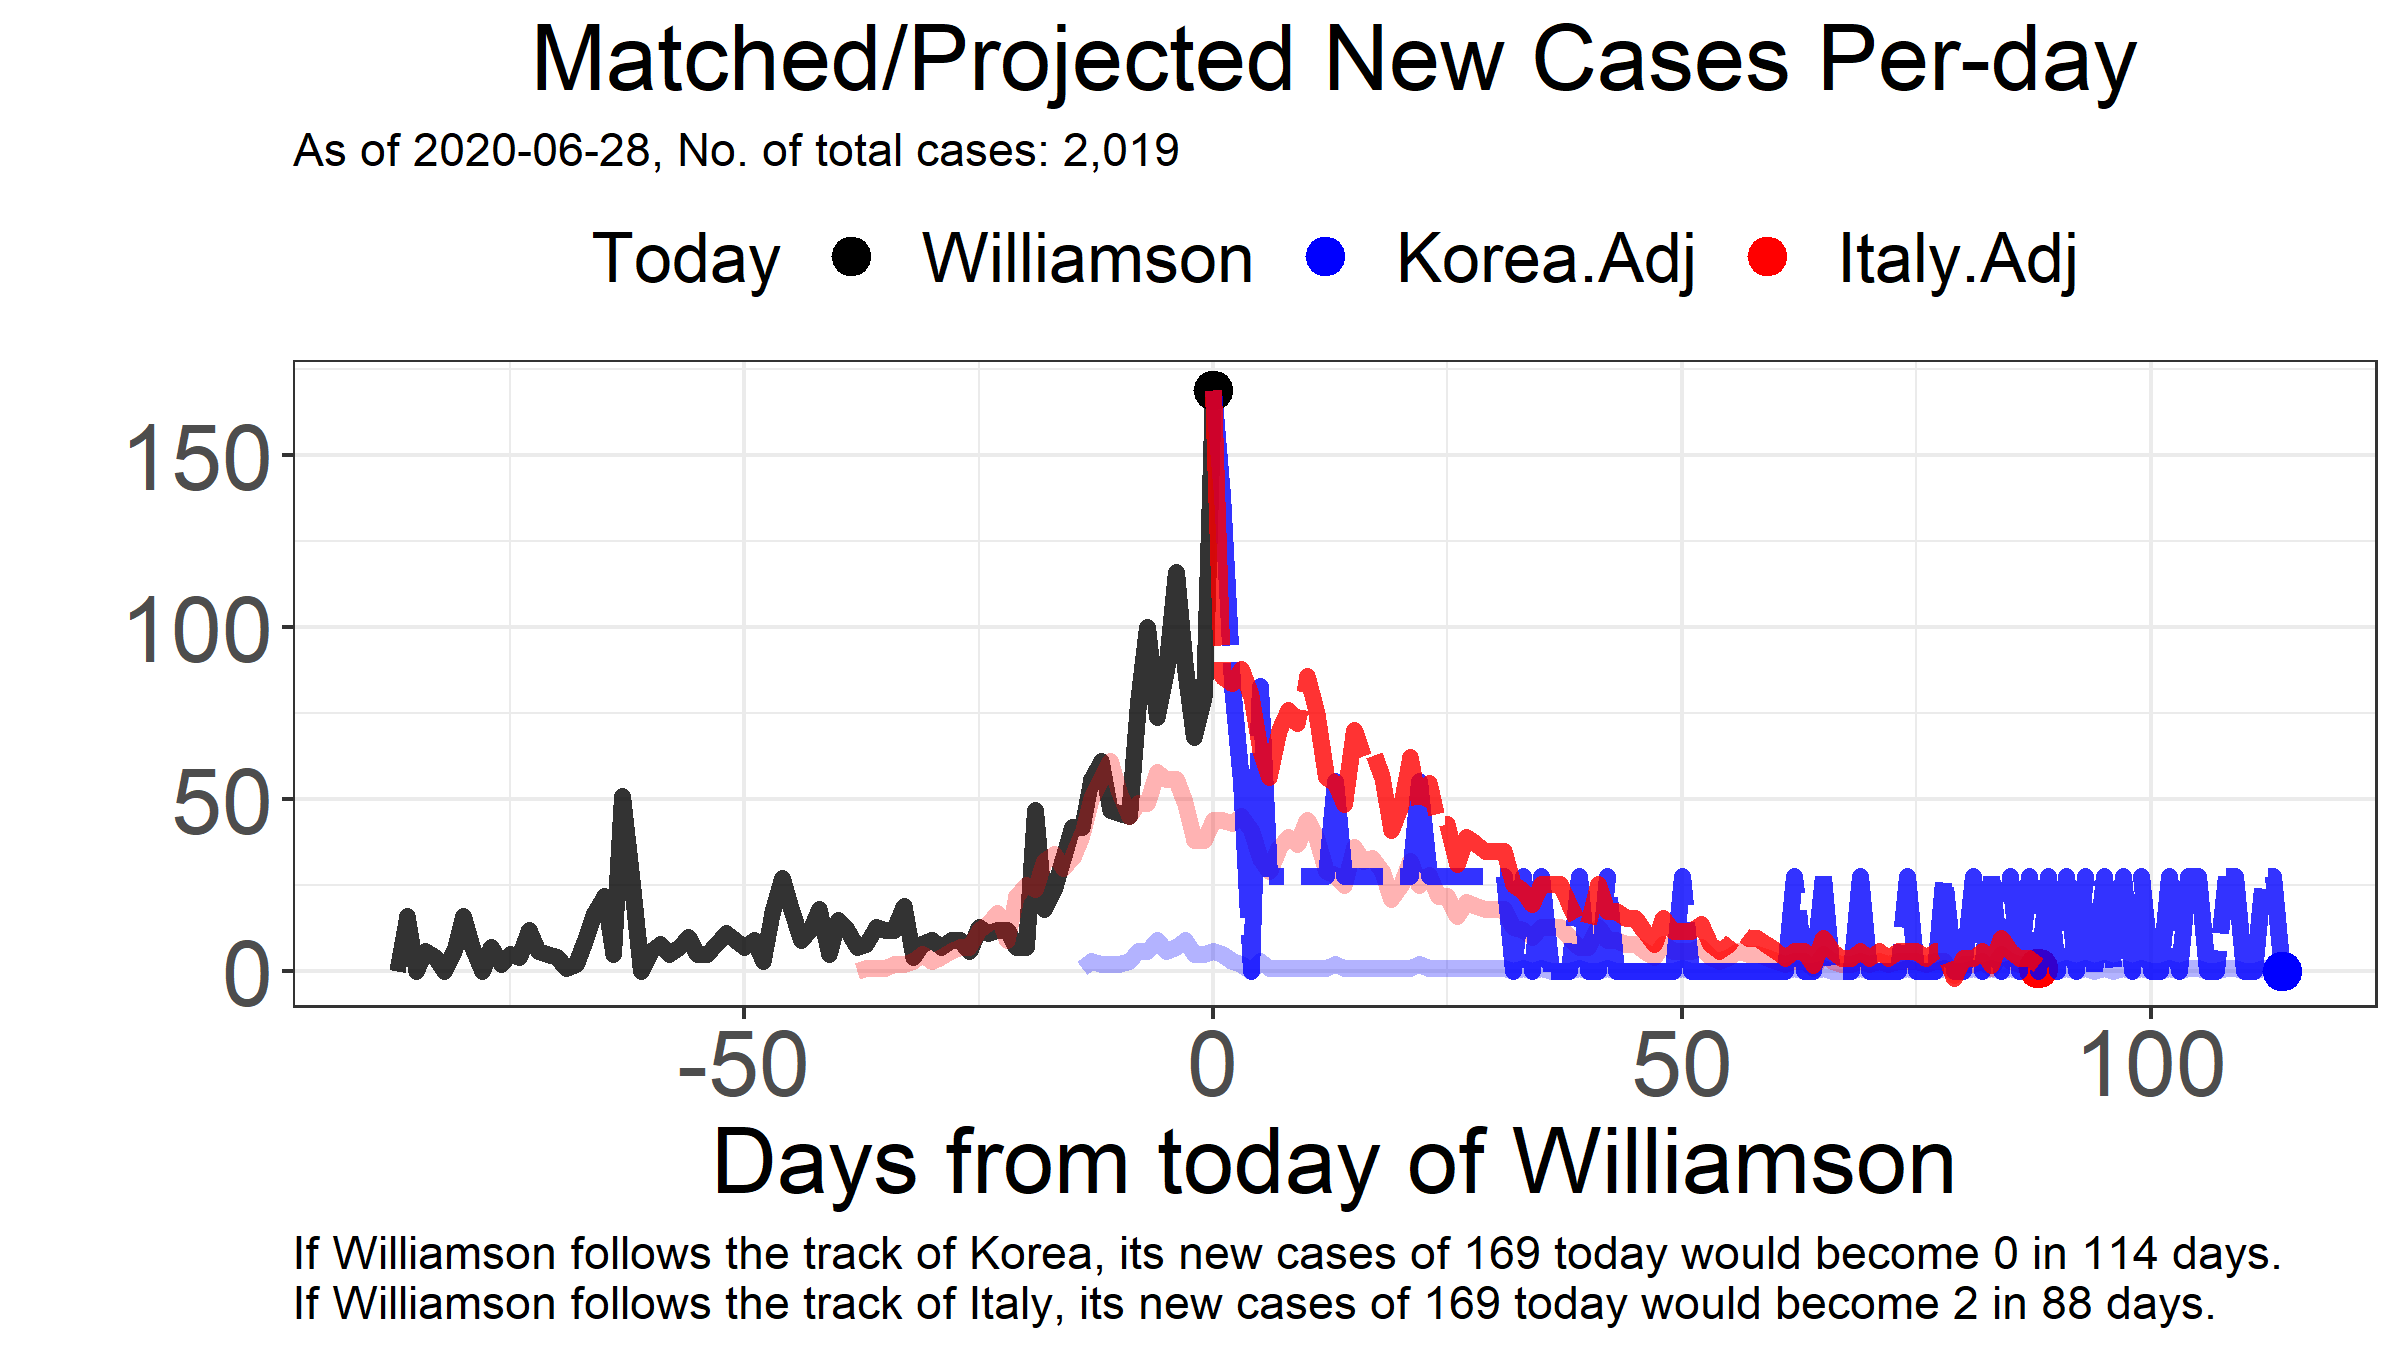 Matched/Projected New Cases Per-day
As of 2020-06-28, No. of total cases: 2,019
Today Williamson Korea.Adj Italy.Adj
150
100
50
0
-50 0 50 100
Days from today of Williamson
If Williamson follows the track of Korea, its new cases of 169 today would become 0 in 114 days.
If Williamson follows the track of Italy, its new cases of 169 today would become 2 in 88 days.